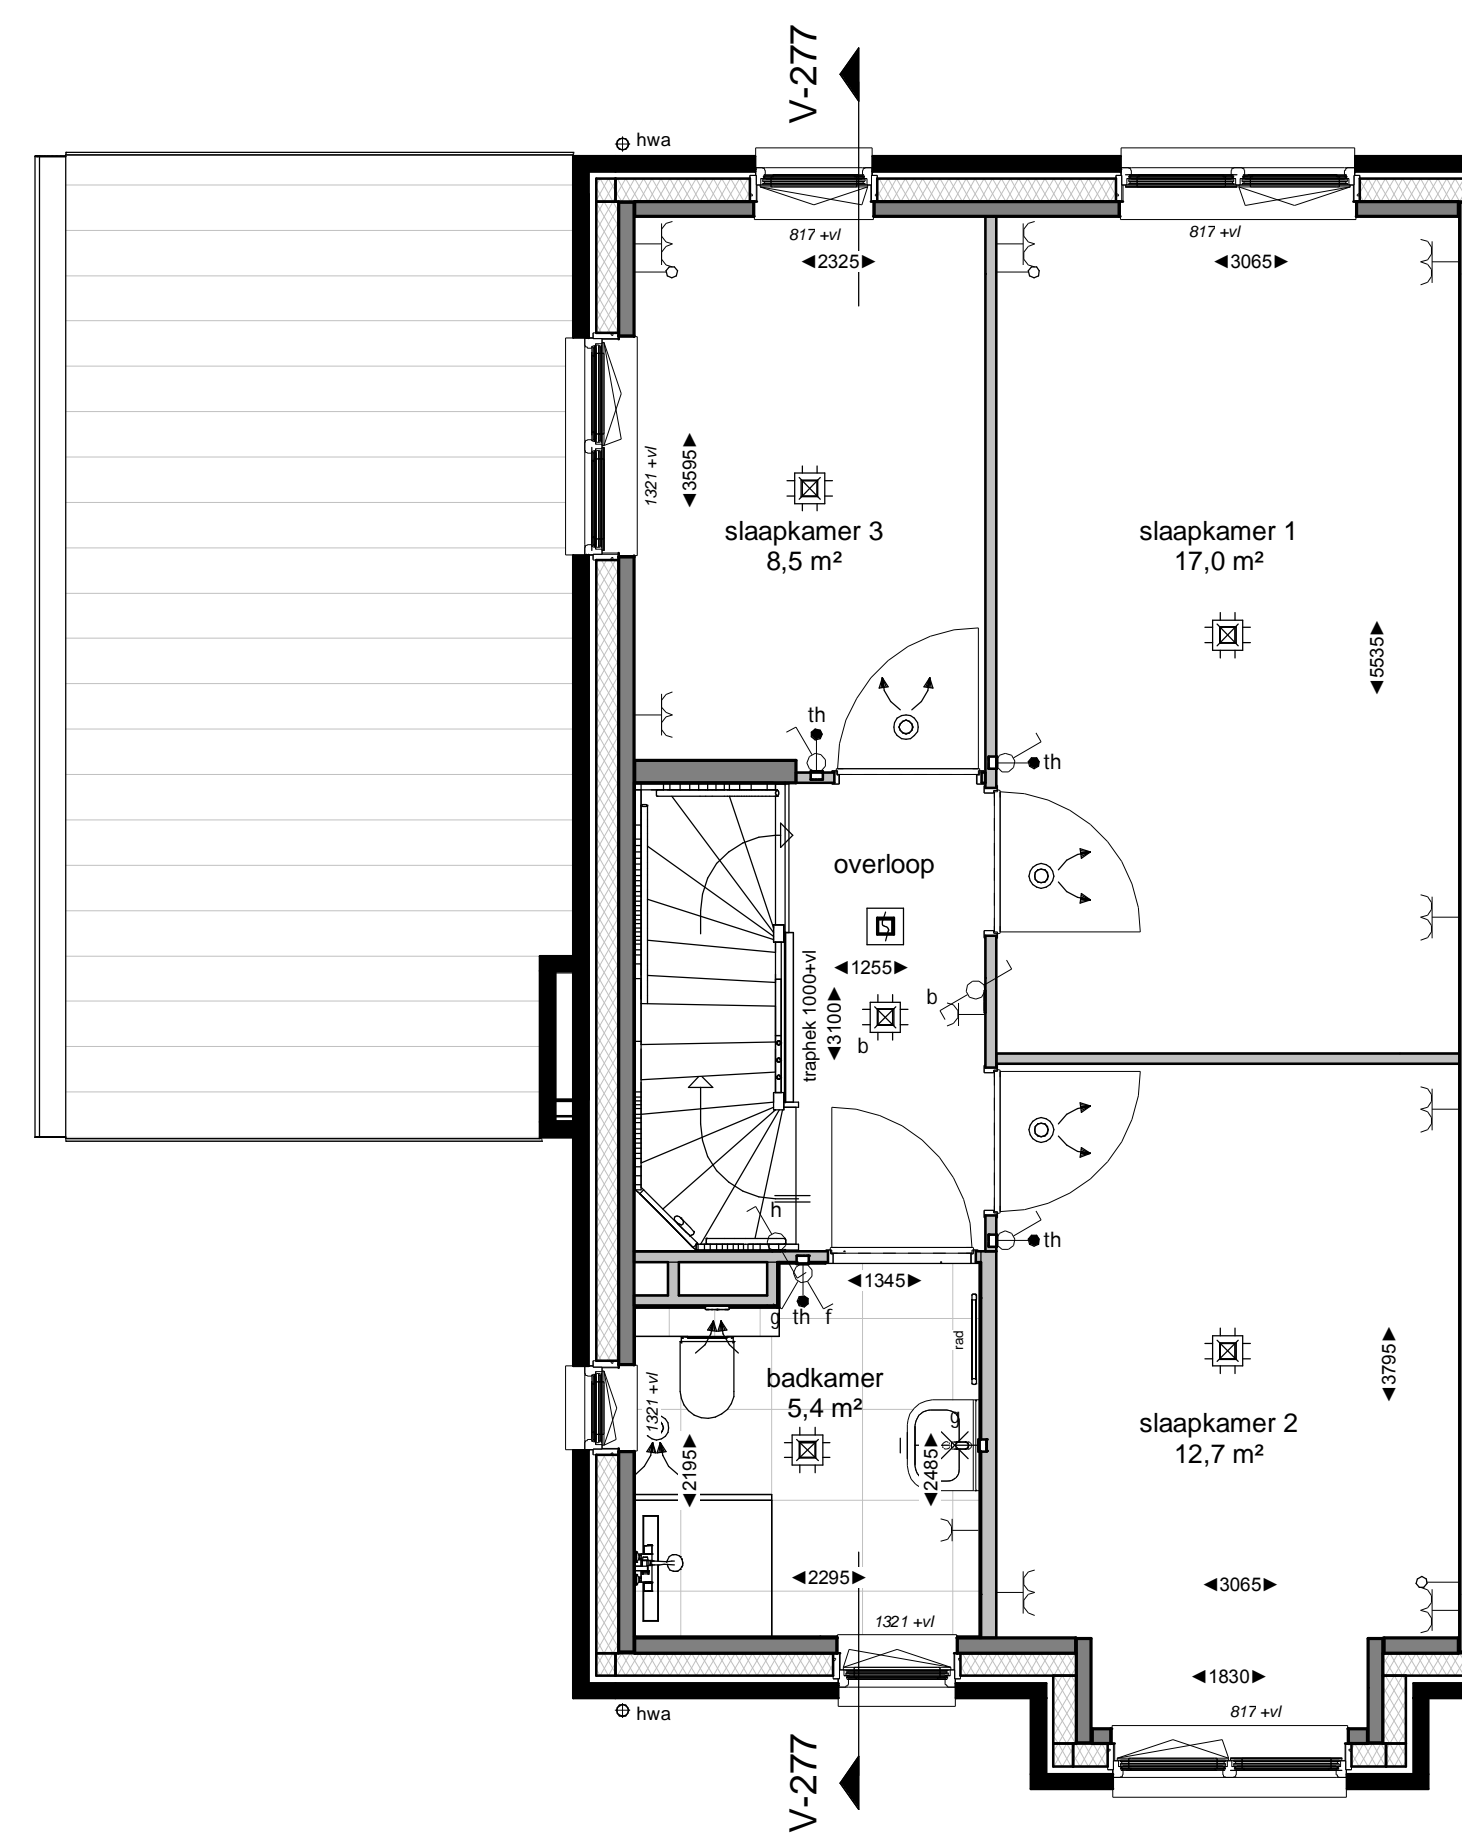 V-277
hwa
817 +vl
817 +vl
2325
3065
1321 +vl
3595
slaapkamer 3
8,5 m²
slaapkamer 1
17,0 m²
5535
th
th
overloop
1255
traphek 1000+vl
3100
b
b
h
th
1345
g th f
rad
badkamer
5,4 m²
1321 +vl
g
2195
2485
3795
slaapkamer 2
12,7 m²
2295
3065
1321 +vl
1830
817 +vl
hwa
V-277